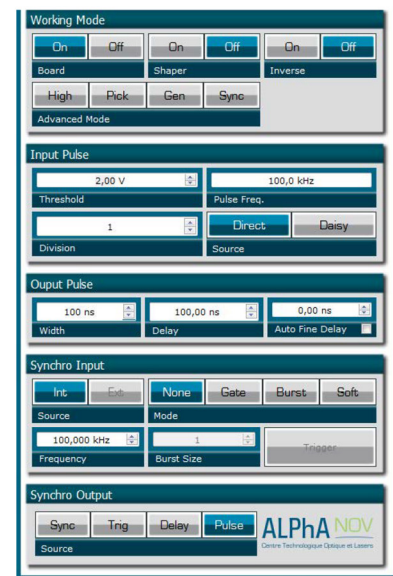 Working Mode
On Off On Off On Off
Board Shaper Inverse
High Pick Gen Sync
Advanced Mode
Input Pulse
2,00 V 100,0 kHz
Threshold Pulse Freq.
1 Direct Daisy
Division Source
Ouput Pulse
100 ns 100,00 ns 0,00 ns
Width Delay Auto Fine Delay
Synchro Input
Int Ext None Gate Burst Soft
Source Mode
100,000 kHz 1 Trigger
Frequency Burst Size
Synchro Output
Sync Trig Delay Pulse ALPhA NOV
Source Centre Technologique Optique et Lasers